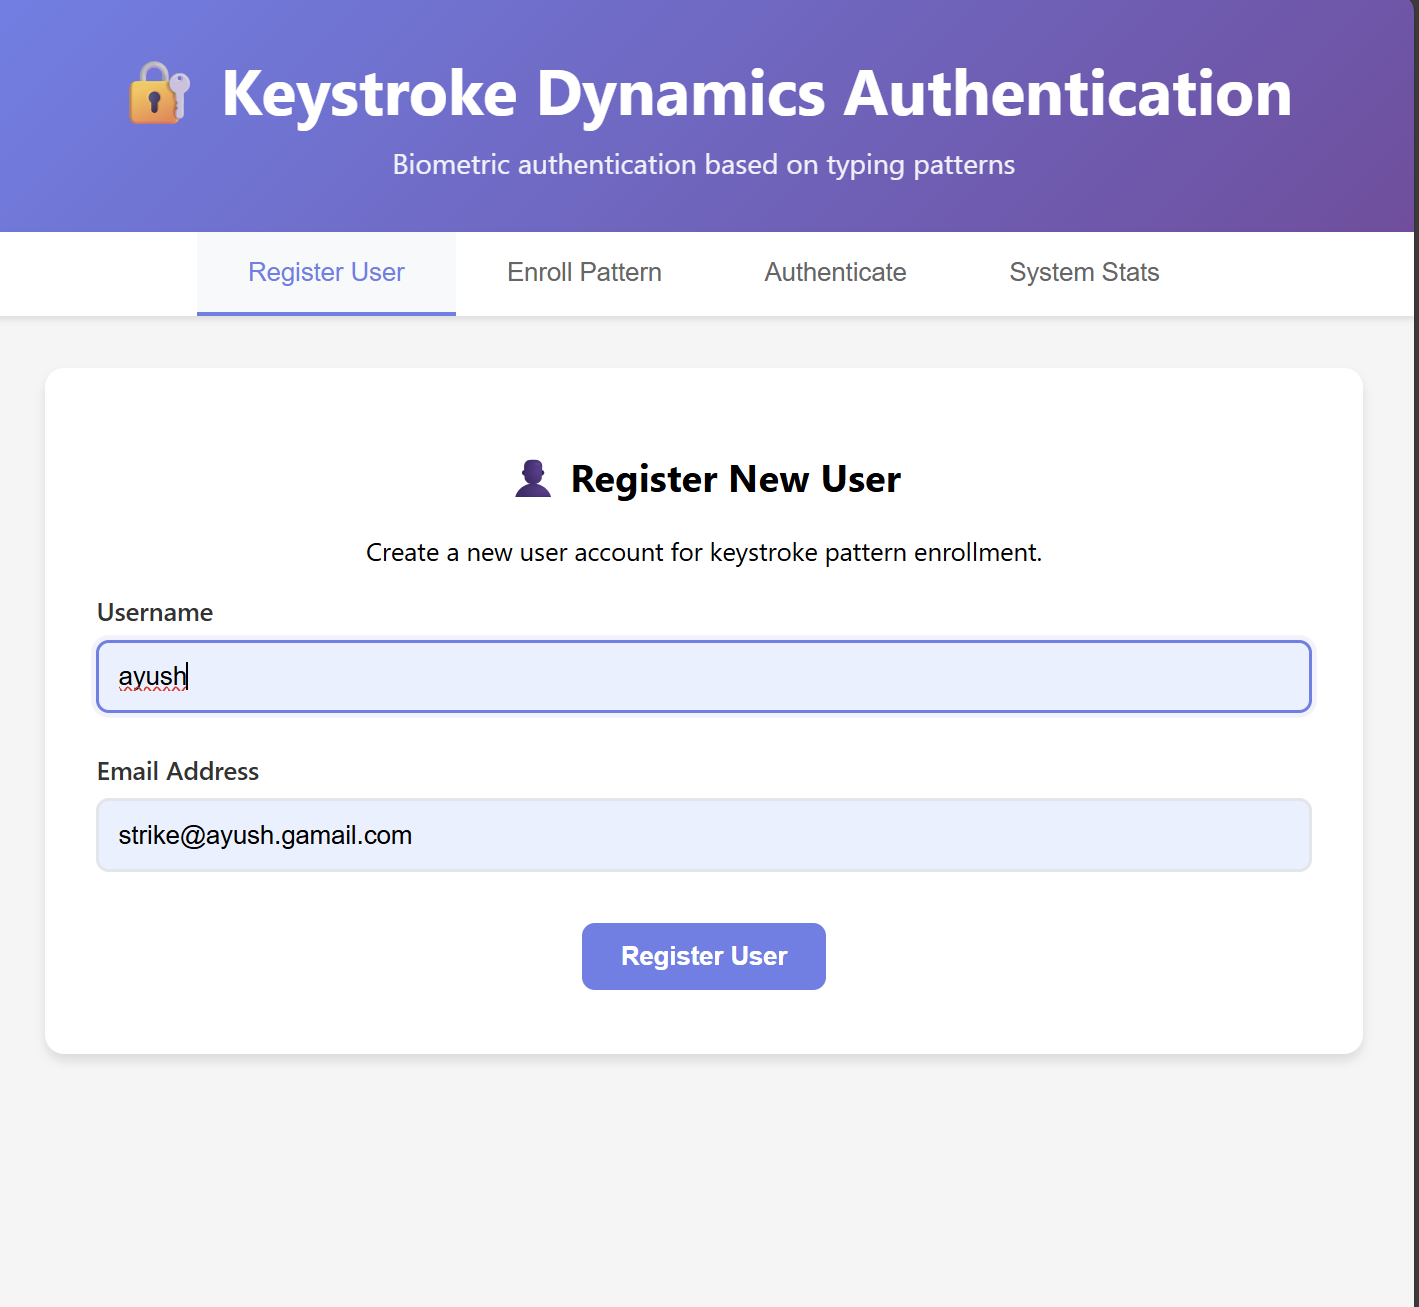 Keystroke Dynamics Authentication
Biometric authentication based on typing patterns
Register User
Enroll Pattern
Authenticate
System Stats
Register New User
Create a new user account for keystroke pattern enrollment.
Username
ayush
Email Address
strike@ayush.gamail.com
Register User